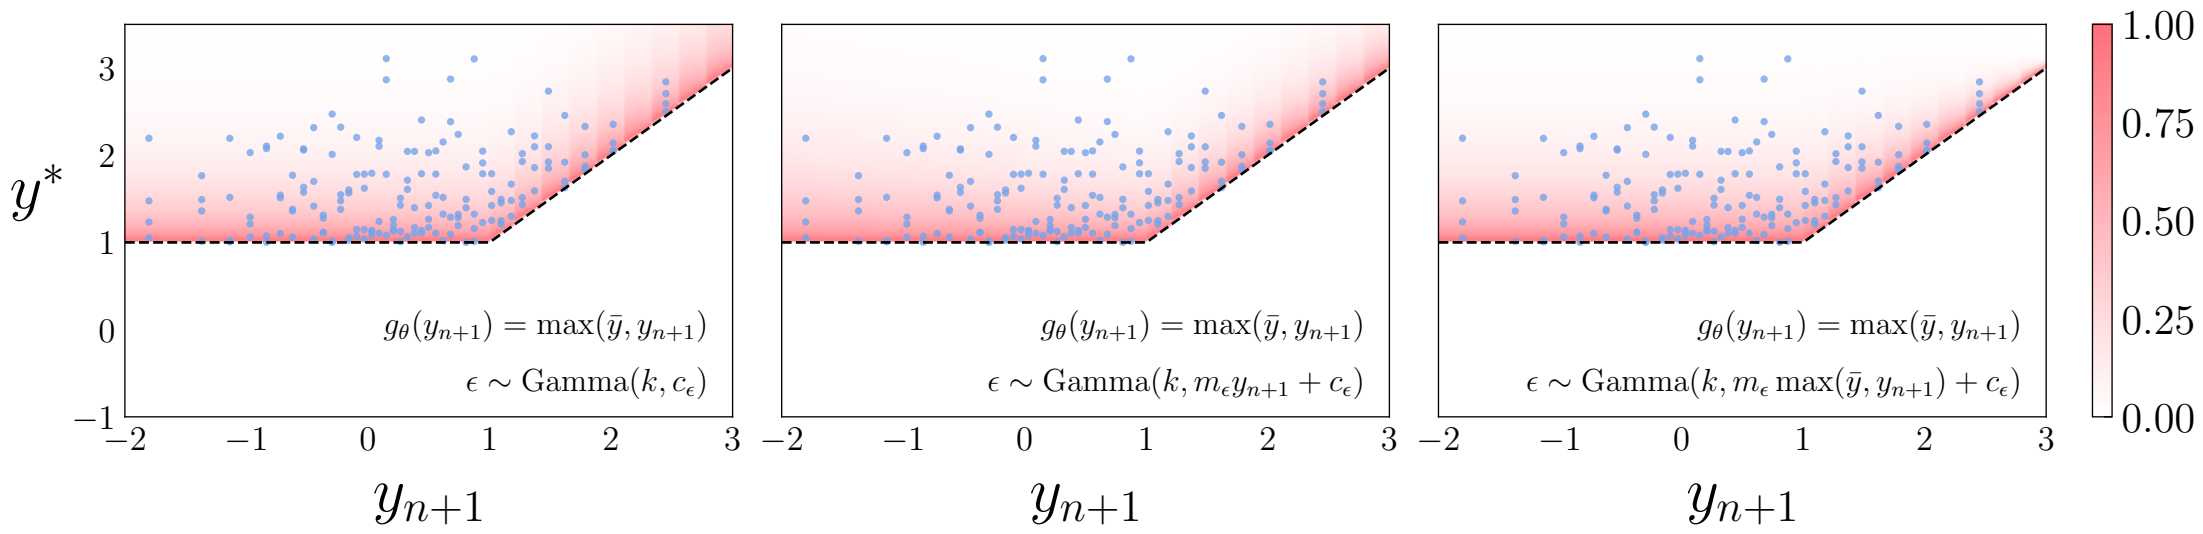 y*
3
2
1
0
−1
−2 −1 0 1 2 3
y_{n+1}
g_θ(y_{n+1}) = max(ȳ, y_{n+1})
ϵ ∼ Gamma(k, c_ϵ)
−2 −1 0 1 2 3
y_{n+1}
g_θ(y_{n+1}) = max(ȳ, y_{n+1})
ϵ ∼ Gamma(k, m_ϵ y_{n+1} + c_ϵ)
−2 −1 0 1 2 3
y_{n+1}
g_θ(y_{n+1}) = max(ȳ, y_{n+1})
ϵ ∼ Gamma(k, m_ϵ max(ȳ, y_{n+1}) + c_ϵ)
1.00
0.75
0.50
0.25
0.00